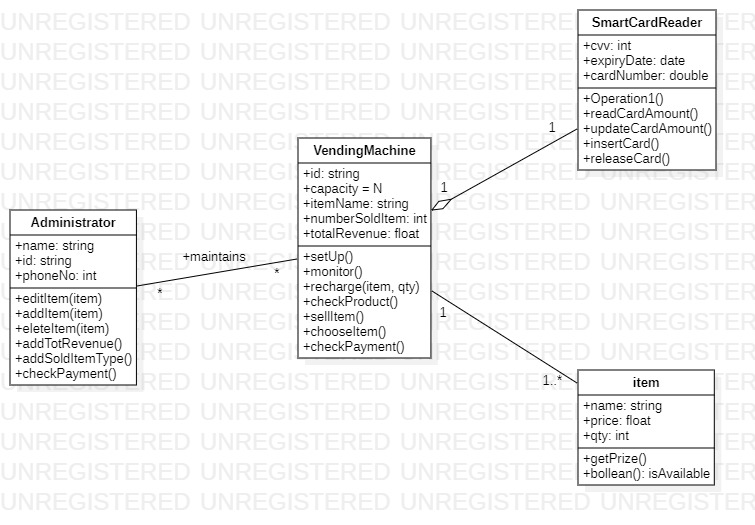 SmartCardReader
+cvv: int
+expiryDate: date
+cardNumber: double
+Operation1()
+readCardAmount()
+updateCardAmount()
+insertCard()
+releaseCard()
1
1
VendingMachine
+id: string
+capacity = N
+itemName: string
+numberSoldItem: int
+totalRevenue: float
+setUp()
+monitor()
+recharge(item, qty)
+checkProduct()
+sellItem()
+chooseItem()
+checkPayment()
Administrator
+name: string
+id: string
+phoneNo: int
+editItem(item)
+addItem(item)
+eleteItem(item)
+addTotRevenue()
+addSoldItemType()
+checkPayment()
+maintains
*
*
1
1..*
item
+name: string
+price: float
+qty: int
+getPrize()
+bollean(): isAvailable
UNREGISTERED UNREGISTERED UNREGISTERED UNREGISTERED